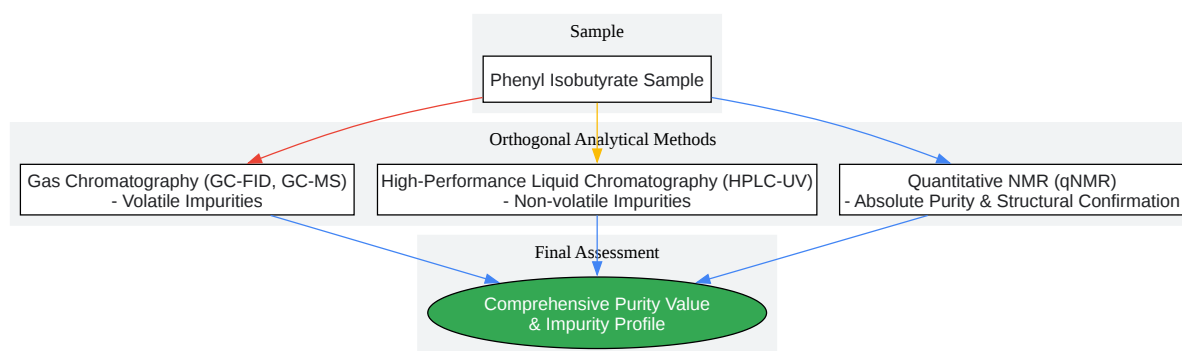 Sample
Phenyl Isobutyrate Sample
Orthogonal Analytical Methods
Gas Chromatography (GC-FID, GC-MS)
- Volatile Impurities
High-Performance Liquid Chromatography (HPLC-UV)
- Non-volatile Impurities
Quantitative NMR (qNMR)
- Absolute Purity & Structural Confirmation
Final Assessment
Comprehensive Purity Value
& Impurity Profile